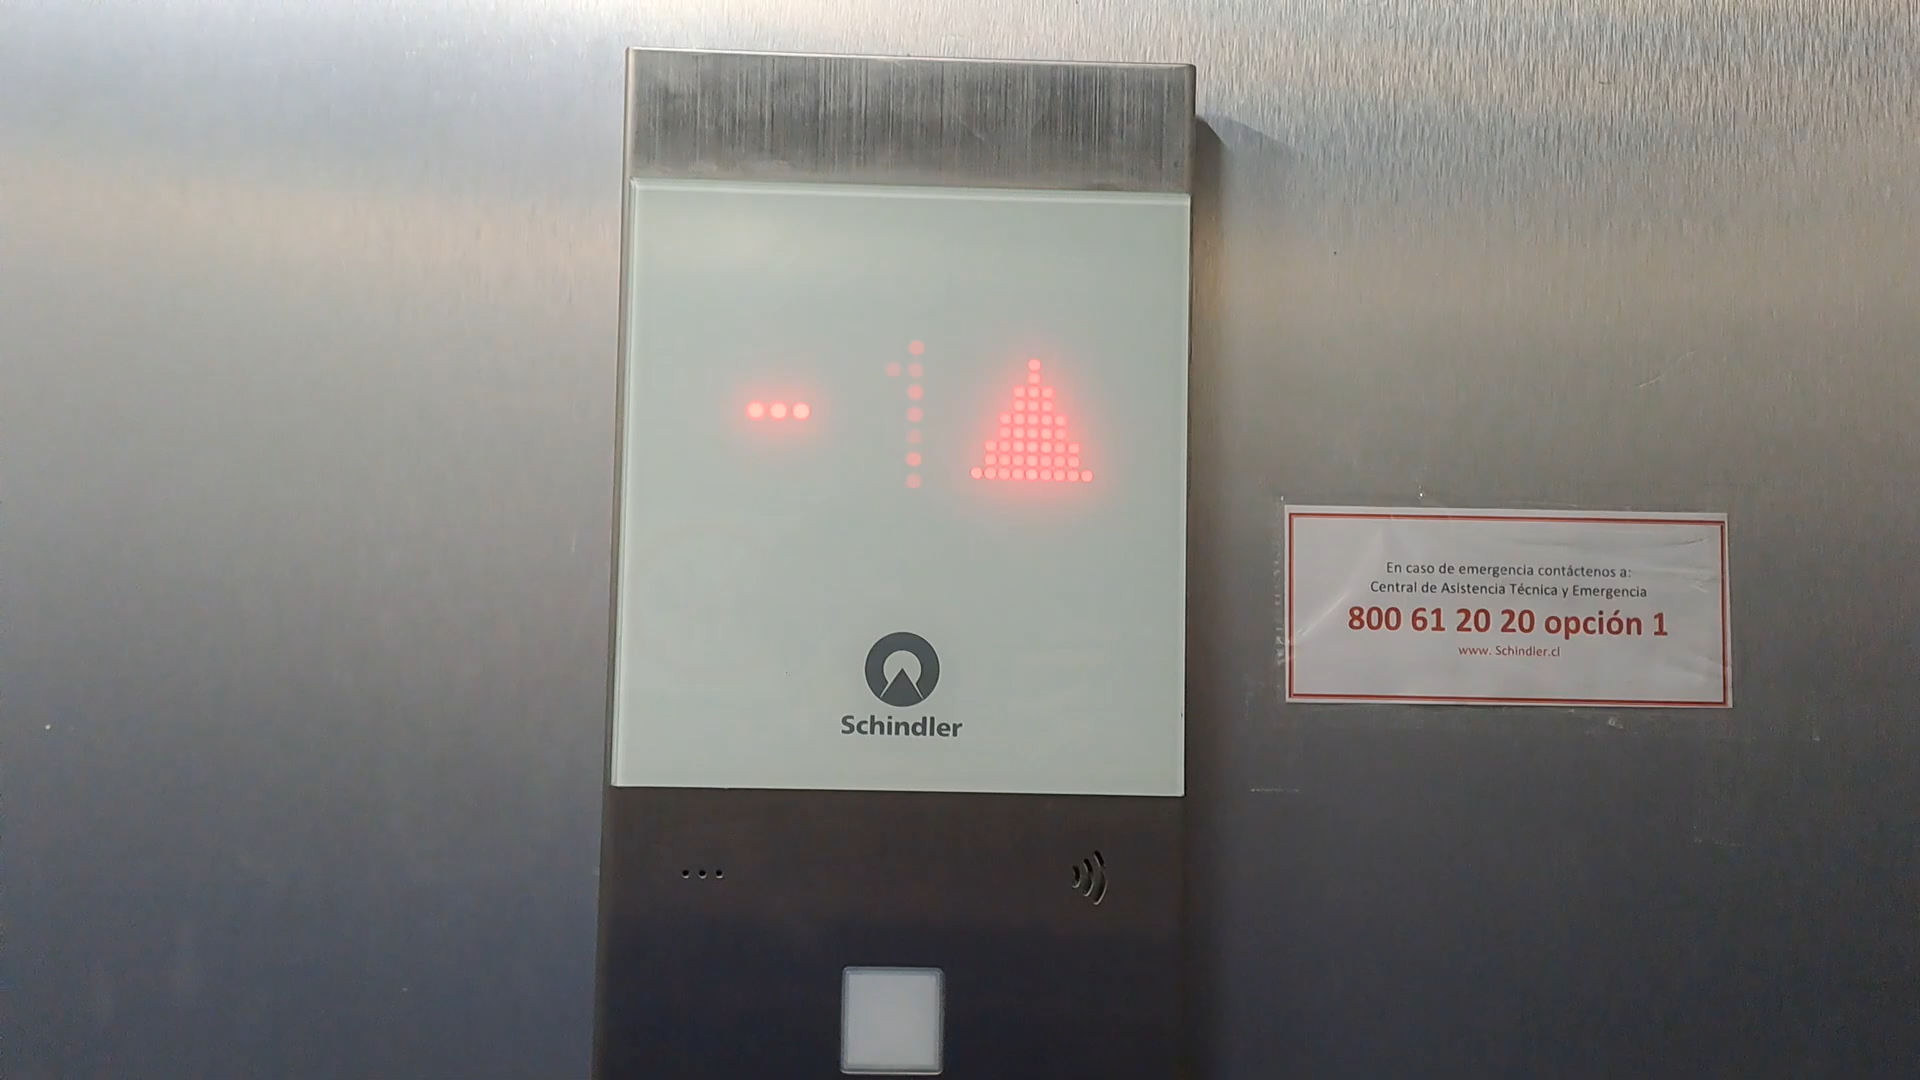 -1
Schindler
En caso de emergencia contáctenos a:
Central de Asistencia Técnica y Emergencia
800 61 20 20 opción 1
www. Schindler.cl